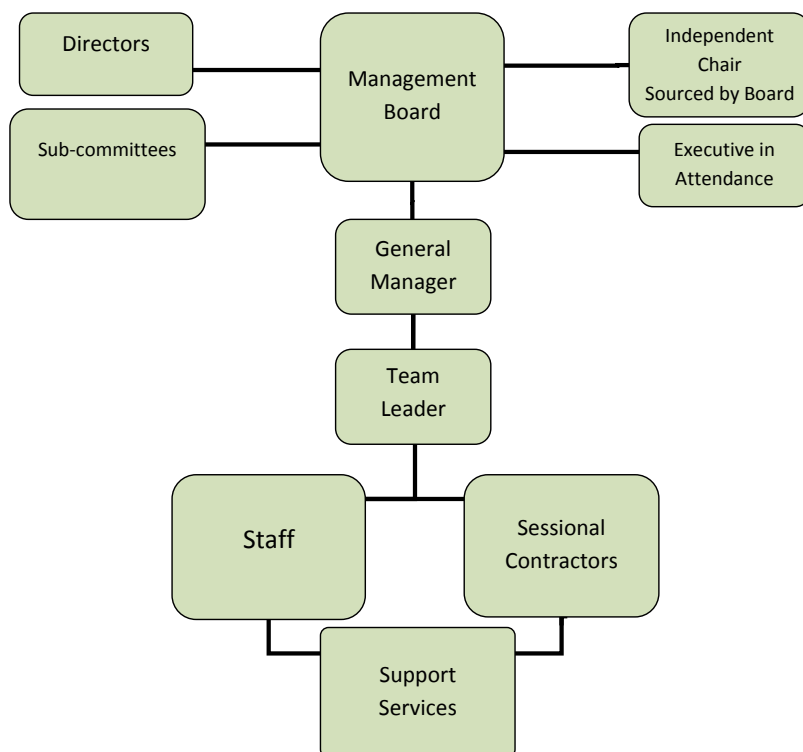 Directors
Management
Board
Independent
Chair
Sourced by Board
Sub-committees
Executive in
Attendance
General
Manager
Team
Leader
Staff
Sessional
Contractors
Support
Services